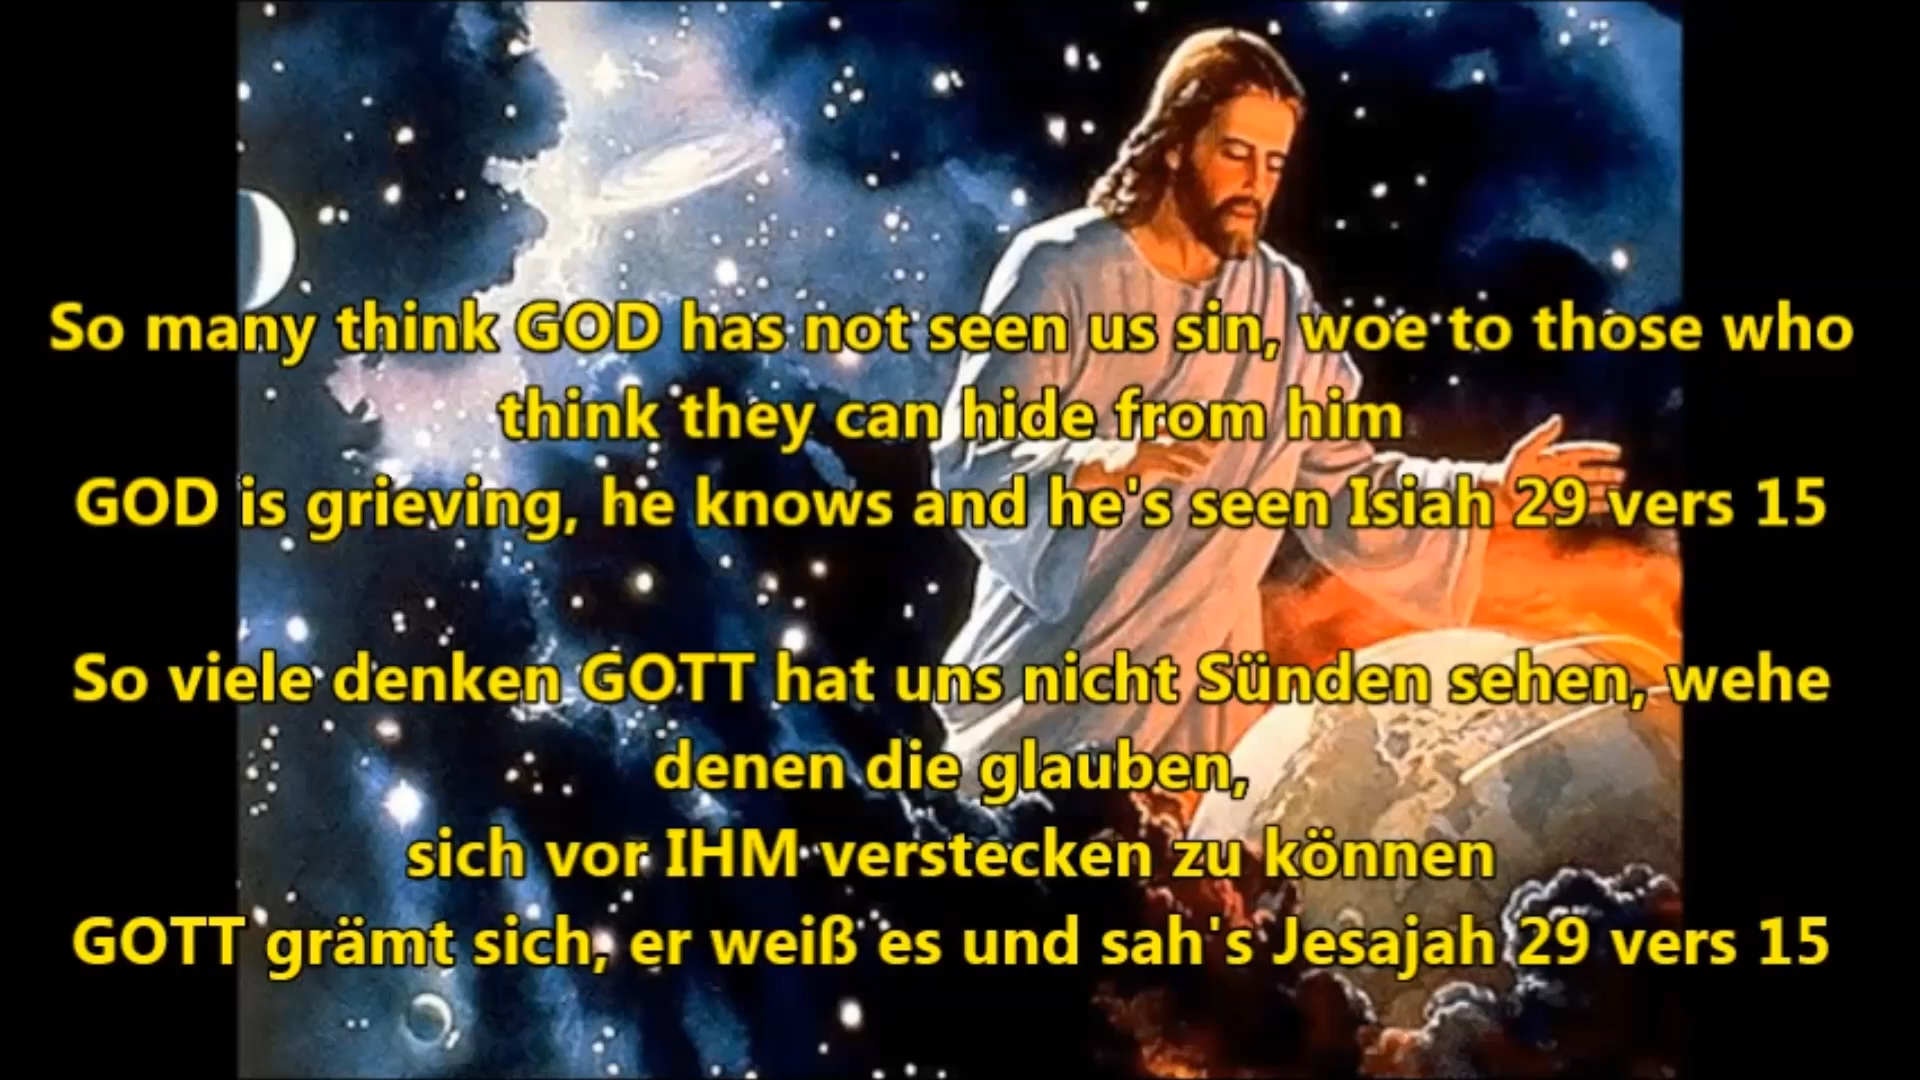 So many think GOD has not seen us sin, woe to those who
think they can hide from him
GOD is grieving, he knows and he's seen Isiah 29 vers 15
So viele denken GOTT hat uns nicht Sünden sehen, wehe
denen die glauben,
sich vor IHM verstecken zu können
GOTT grämt sich, er weiß es und sah's Jesajah 29 vers 15